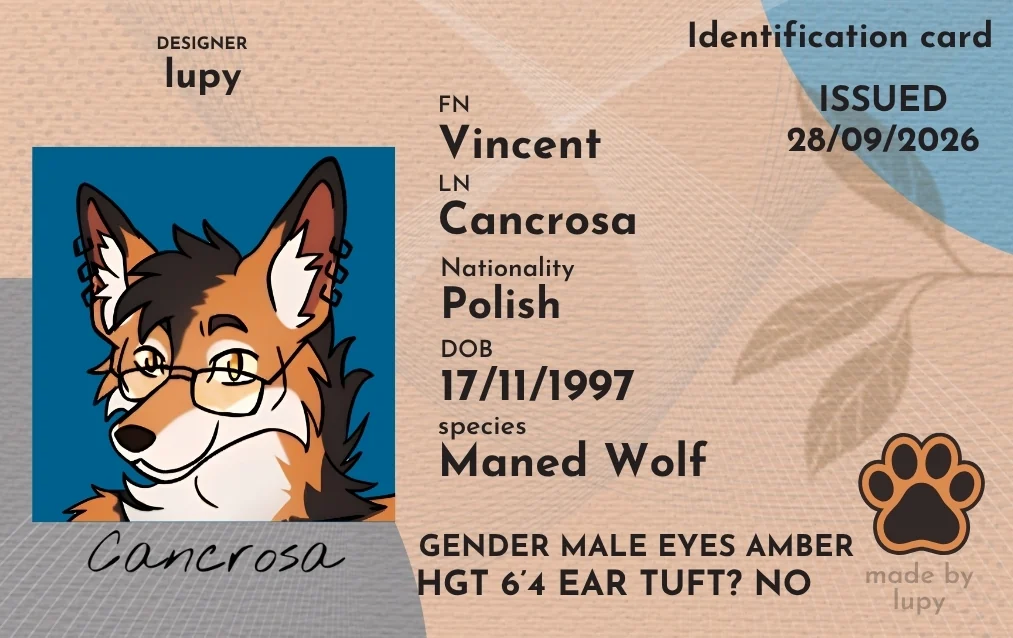 DESIGNER
lupy
Identification card
ISSUED
28/09/2026
FN
Vincent
LN
Cancrosa
Nationality
Polish
DOB
17/11/1997
species
Maned Wolf
Cancrosa
GENDER MALE EYES AMBER
HGT 6'4 EAR TUFT? NO
made by
lupy